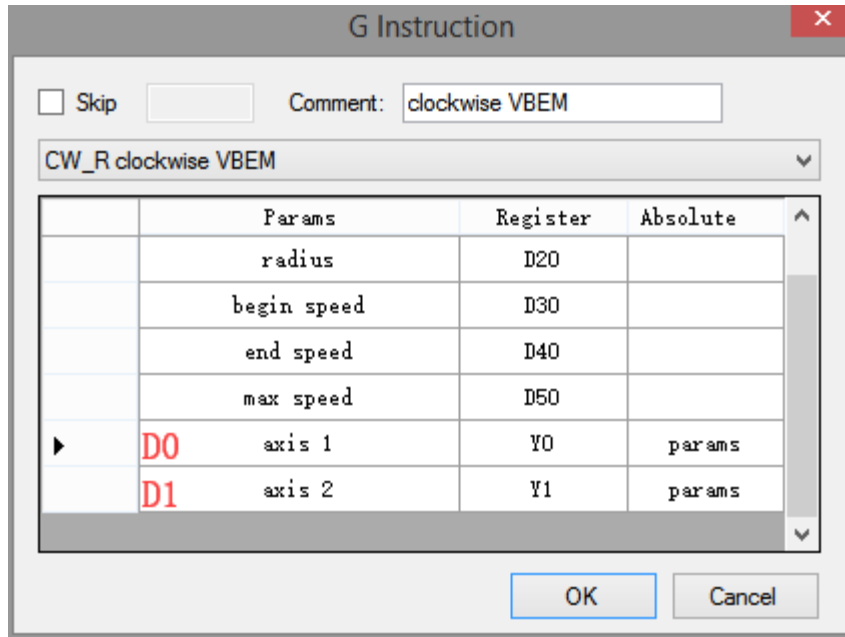 G Instruction
Skip Comment: clockwise VBEM
CW_R clockwise VBEM
Params Register Absolute
radius D20
begin speed D30
end speed D40
max speed D50
D0 axis 1 Y0 params
D1 axis 2 Y1 params
OK Cancel